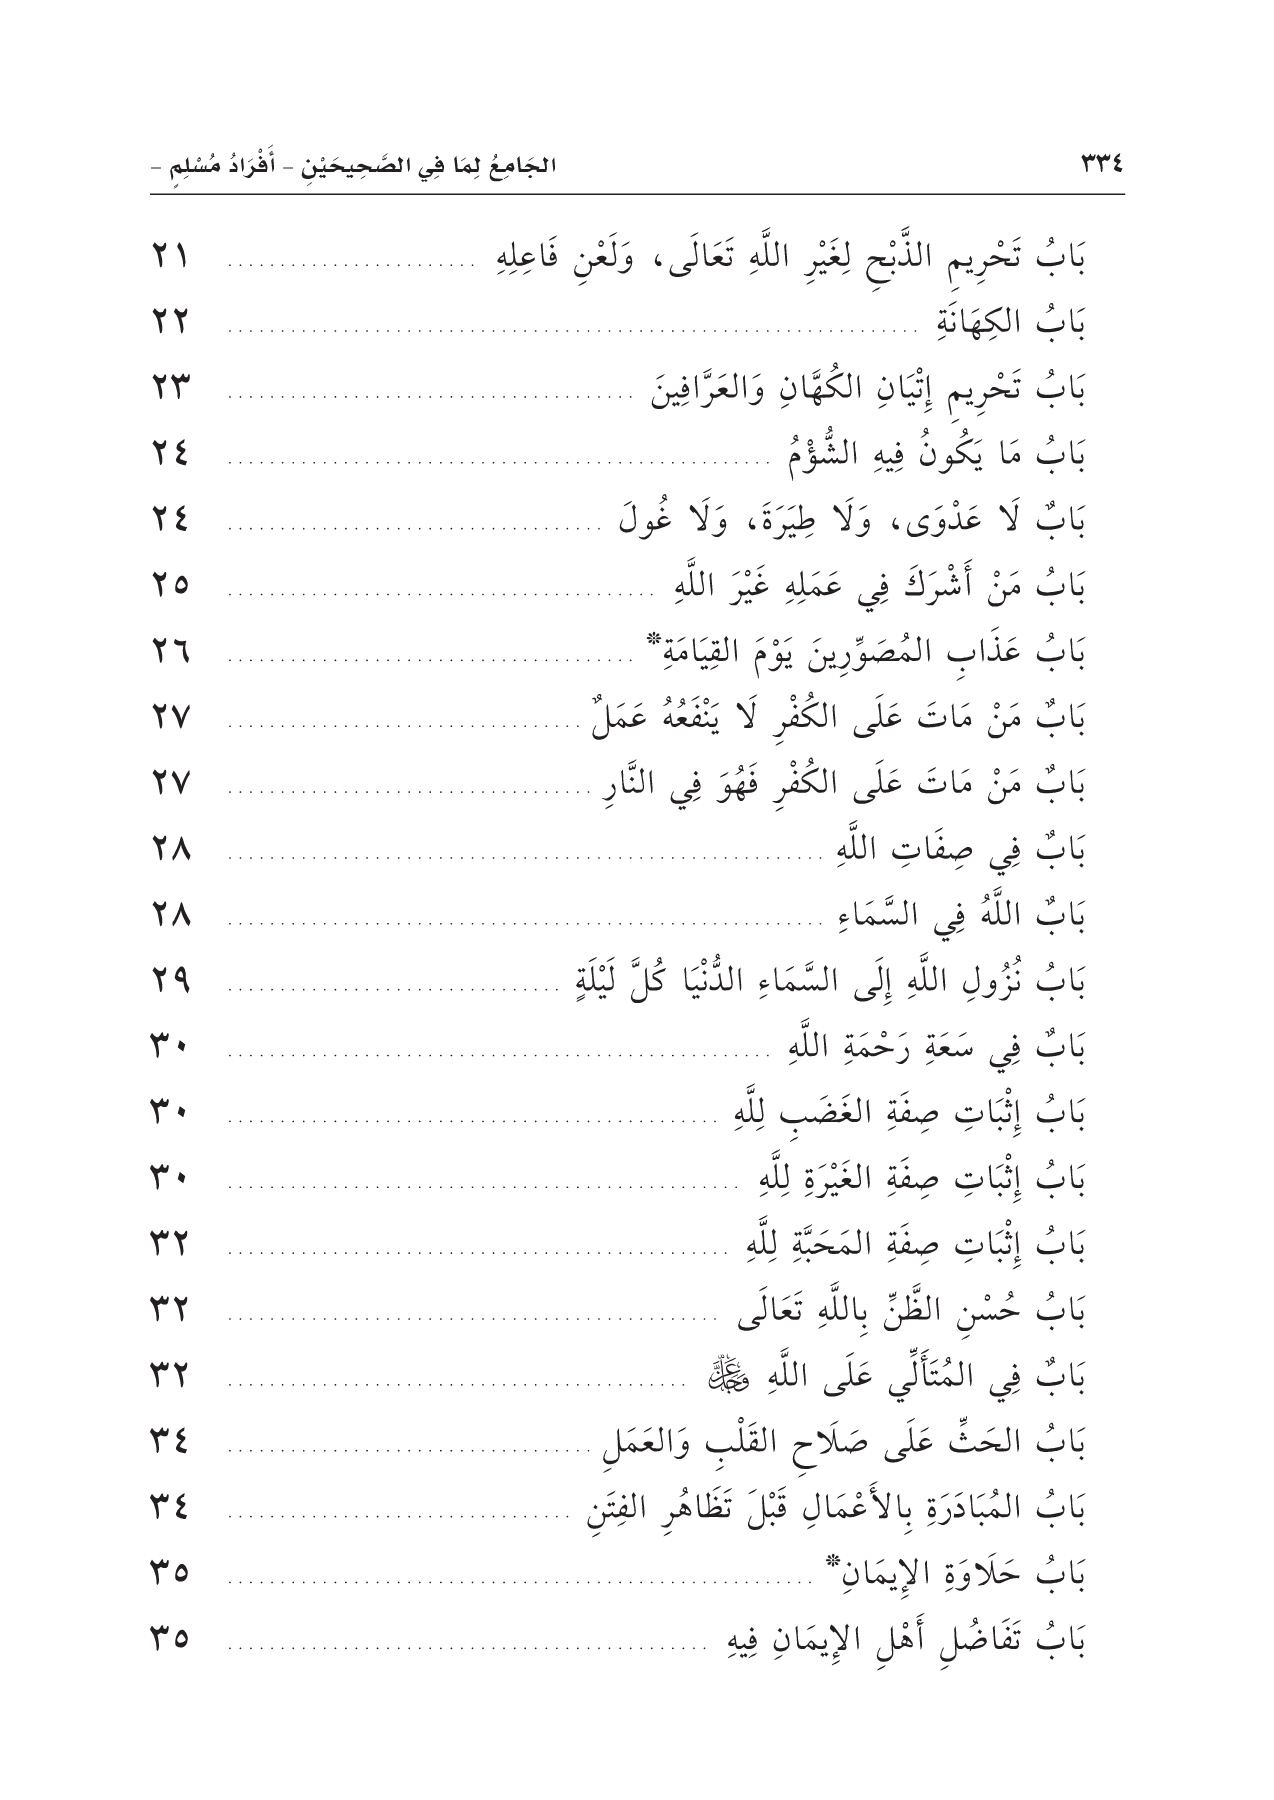 ٣٣٤ الجَامِعُ لِمَا فِي الصَّحِيحَيْنِ – أَفْرَادُ مُسْلِمٍ –
بَابُ تَحْرِيمِ الذَّبْحِ لِغَيْرِ اللَّهِ تَعَالَى، وَلَعْنِ فَاعِلِهِ ........................ ٢١
بَابُ الكِهَانَةِ ........................ ٢٢
بَابُ تَحْرِيمِ إِتْيَانِ الكُهَّانِ وَالعَرَّافِينَ ........................ ٢٣
بَابُ مَا يَكُونُ فِيهِ الشُّؤْمُ ........................ ٢٤
بَابٌ لَا عَدْوَى، وَلَا طِيَرَةَ، وَلَا غُولَ ........................ ٢٤
بَابُ مَنْ أَشْرَكَ فِي عَمَلِهِ غَيْرَ اللَّهِ ........................ ٢٥
بَابُ عَذَابِ المُصَوِّرِينَ يَوْمَ القِيَامَةِ* ........................ ٢٦
بَابٌ مَنْ مَاتَ عَلَى الكُفْرِ لَا يَنْفَعُهُ عَمَلٌ ........................ ٢٧
بَابٌ مَنْ مَاتَ عَلَى الكُفْرِ فَهُوَ فِي النَّارِ ........................ ٢٧
بَابٌ فِي صِفَاتِ اللَّهِ ........................ ٢٨
بَابٌ اللَّهُ فِي السَّمَاءِ ........................ ٢٨
بَابُ نُزُولِ اللَّهِ إِلَى السَّمَاءِ الدُّنْيَا كُلَّ لَيْلَةٍ ........................ ٢٩
بَابٌ فِي سَعَةِ رَحْمَةِ اللَّهِ ........................ ٣٠
بَابُ إِثْبَاتِ صِفَةِ الغَضَبِ لِلَّهِ ........................ ٣٠
بَابُ إِثْبَاتِ صِفَةِ الغَيْرَةِ لِلَّهِ ........................ ٣٠
بَابُ إِثْبَاتِ صِفَةِ المَحَبَّةِ لِلَّهِ ........................ ٣٢
بَابُ حُسْنِ الظَّنِّ بِاللَّهِ تَعَالَى ........................ ٣٢
بَابٌ فِي المُتَأَلِّي عَلَى اللَّهِ عَزَّ وَجَلَّ ........................ ٣٢
بَابُ الحَثِّ عَلَى صَلَاحِ القَلْبِ وَالعَمَلِ ........................ ٣٤
بَابُ المُبَادَرَةِ بِالأَعْمَالِ قَبْلَ تَظَاهُرِ الفِتَنِ ........................ ٣٤
بَابُ حَلَاوَةِ الإِيمَانِ* ........................ ٣٥
بَابُ تَفَاضُلِ أَهْلِ الإِيمَانِ فِيهِ ........................ ٣٥